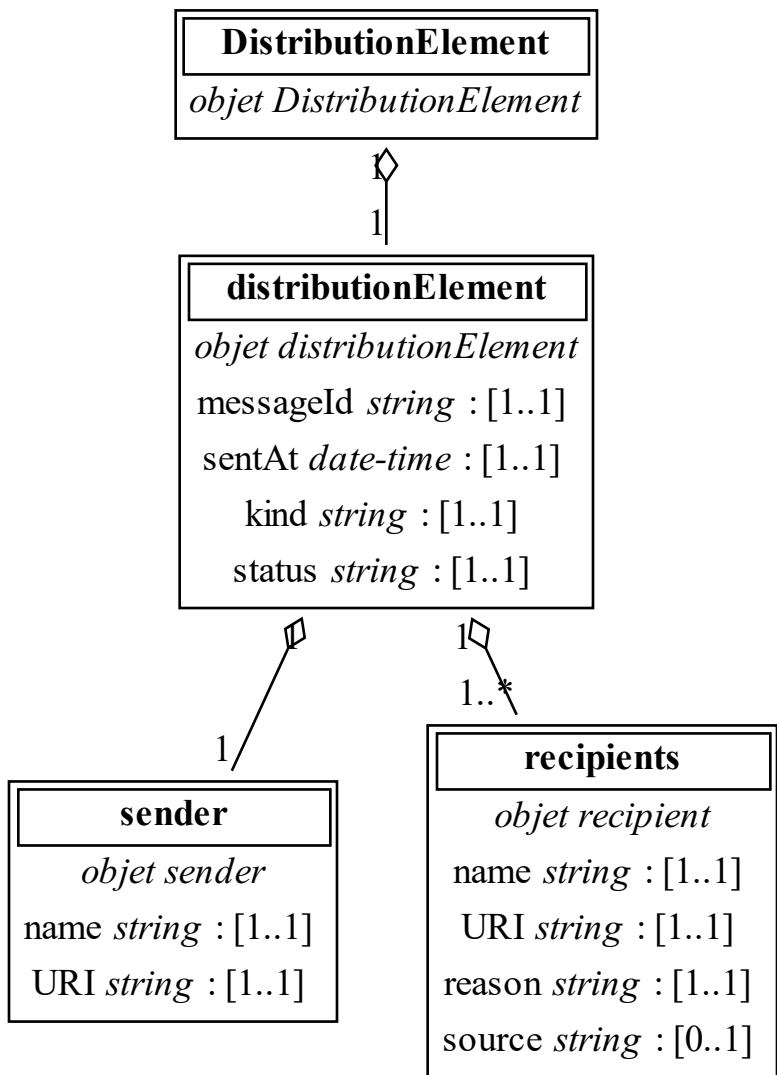 DistributionElement
objet DistributionElement
1
1
distributionElement
objet distributionElement
messageId string : [1..1]
sentAt date-time : [1..1]
kind string : [1..1]
status string : [1..1]
1
1
1..*
1
recipients
objet recipient
name string : [1..1]
URI string : [1..1]
reason string : [1..1]
source string : [0..1]
sender
objet sender
name string : [1..1]
URI string : [1..1]